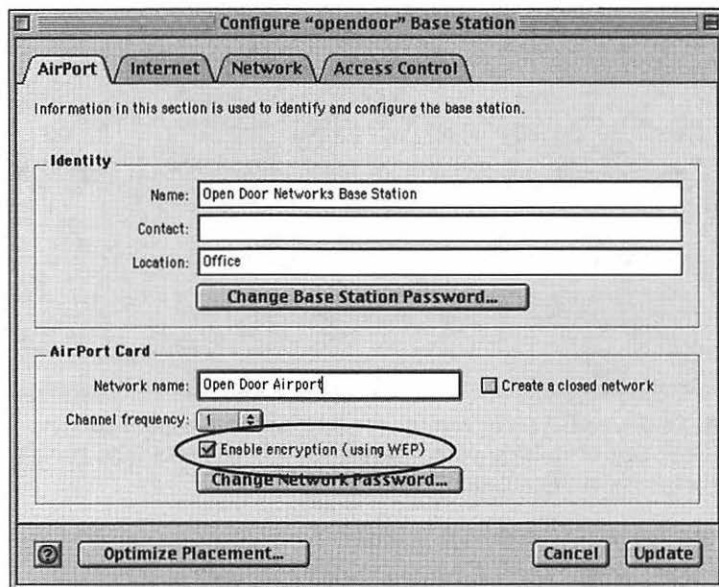 Configure “opendoor” Base Station
AirPort Internet Network Access Control
Information in this section is used to identify and configure the base station.
Identity
Name: Open Door Networks Base Station
Contact:
Location: Office
Change Base Station Password...
AirPort Card
Network name: Open Door Airport
Create a closed network
Channel frequency: 1
Enable encryption (using WEP)
Change Network Password...
? Optimize Placement... Cancel Update